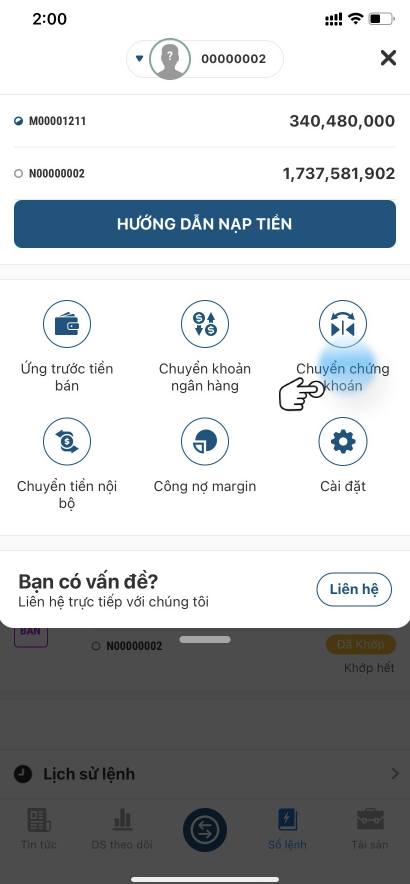 2:00
?
00000002
M00001211
340,480,000
N00000002
1,737,581,902
HƯỚNG DẪN NẠP TIỀN
Ứng trước tiền
bán
Chuyển khoản
ngân hàng
Chuyển chứng
khoán
Chuyển tiền nội
bộ
Công nợ margin
Cài đặt
Bạn có vấn đề?
Liên hệ trực tiếp với chúng tôi
Liên hệ
BÁN
N00000002
Đã Khớp
Khớp hết
Lịch sử lệnh
Tin tức
DS theo dõi
Sổ lệnh
Tài sản